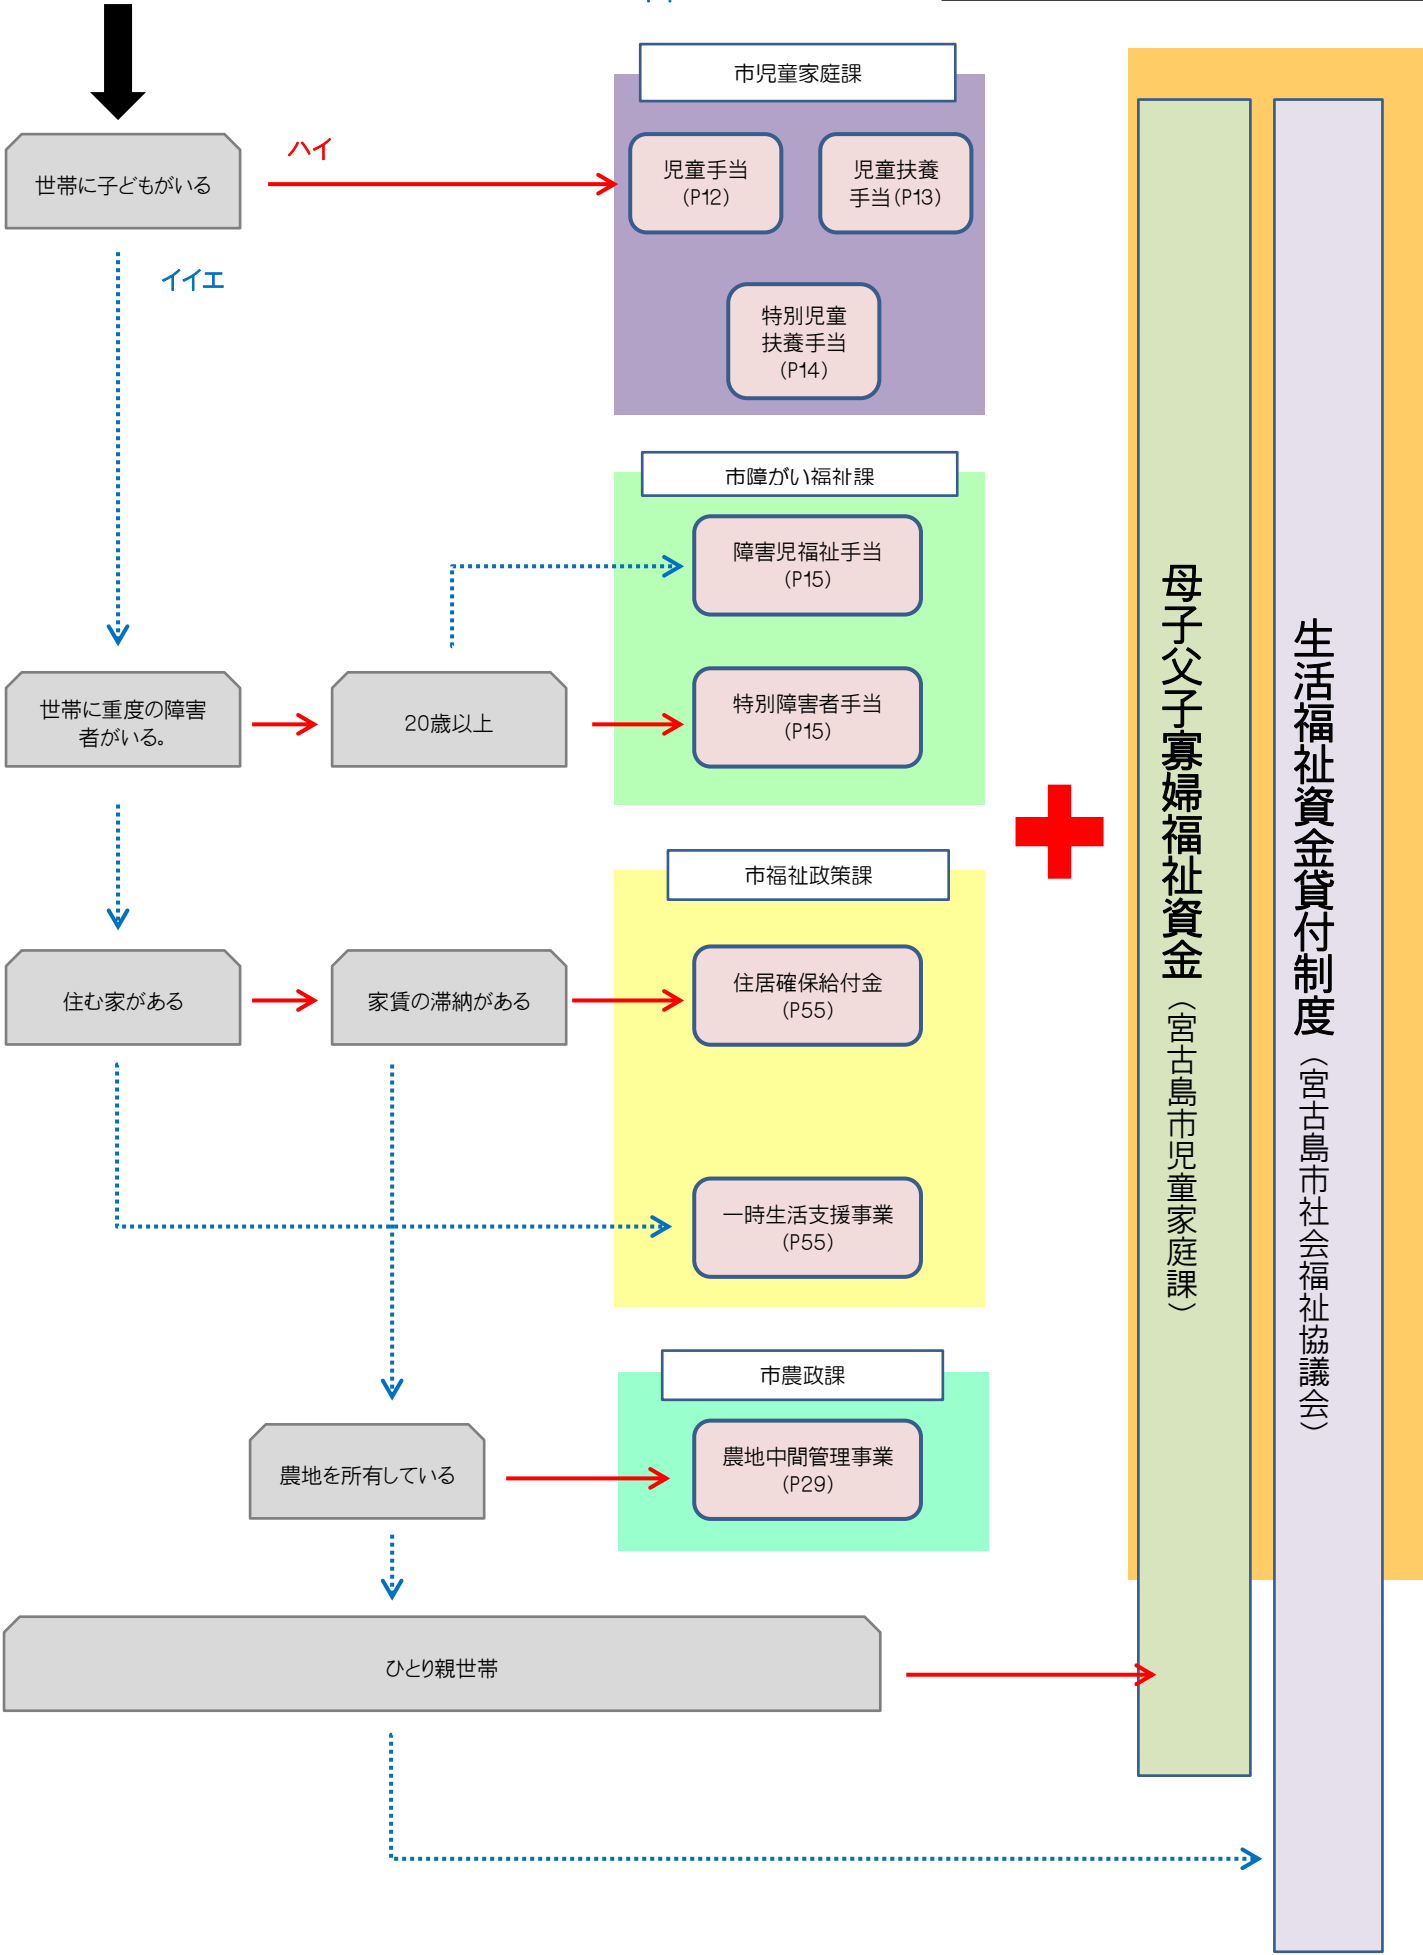 市児童家庭課
世帯に子どもがいる
ハイ
児童手当
(P12)
児童扶養
手当(P13)
イイエ
特別児童
扶養手当
(P14)
市障がい福祉課
障害児福祉手当
(P15)
世帯に重度の障害
者がいる。
20歳以上
特別障害者手当
(P15)
市福祉政策課
住む家がある
家賃の滞納がある
住居確保給付金
(P55)
一時生活支援事業
(P55)
市農政課
農地を所有している
農地中間管理事業
(P29)
ひとり親世帯
母子父子寡婦福祉資金（宮古島市児童家庭課）
生活福祉資金貸付制度（宮古島市社会福祉協議会）